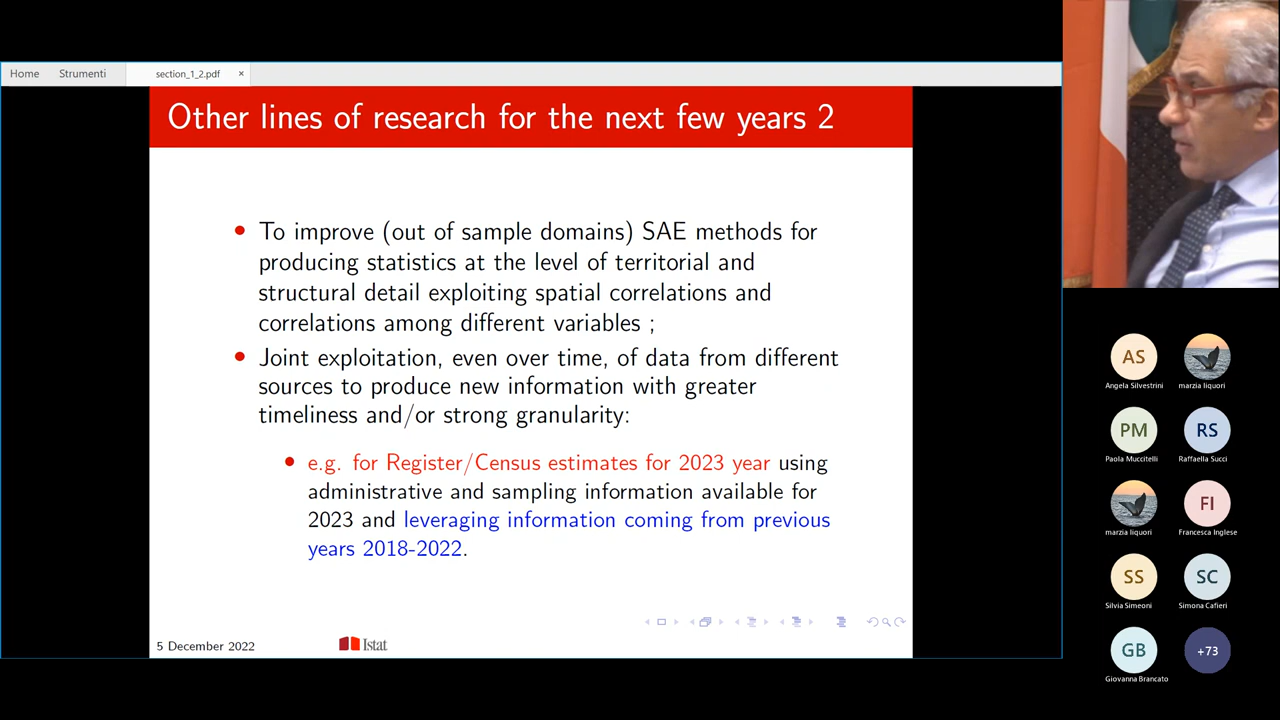 Home Strumenti section_1_2.pdf ×
Other lines of research for the next few years 2
To improve (out of sample domains) SAE methods for
producing statistics at the level of territorial and
structural detail exploiting spatial correlations and
correlations among different variables ;
Joint exploitation, even over time, of data from different
sources to produce new information with greater
timeliness and/or strong granularity:
e.g. for Register/Census estimates for 2023 year using
administrative and sampling information available for
2023 and leveraging information coming from previous
years 2018-2022.
5 December 2022 Istat
AS
Angela Silvestrini marzia liquori
PM RS
Paola Muccitelli Raffaella Succi
FI
marzia liquori Francesca Inglese
SS SC
Silvia Simeoni Simona Cafieri
GB +73
Giovanna Brancato